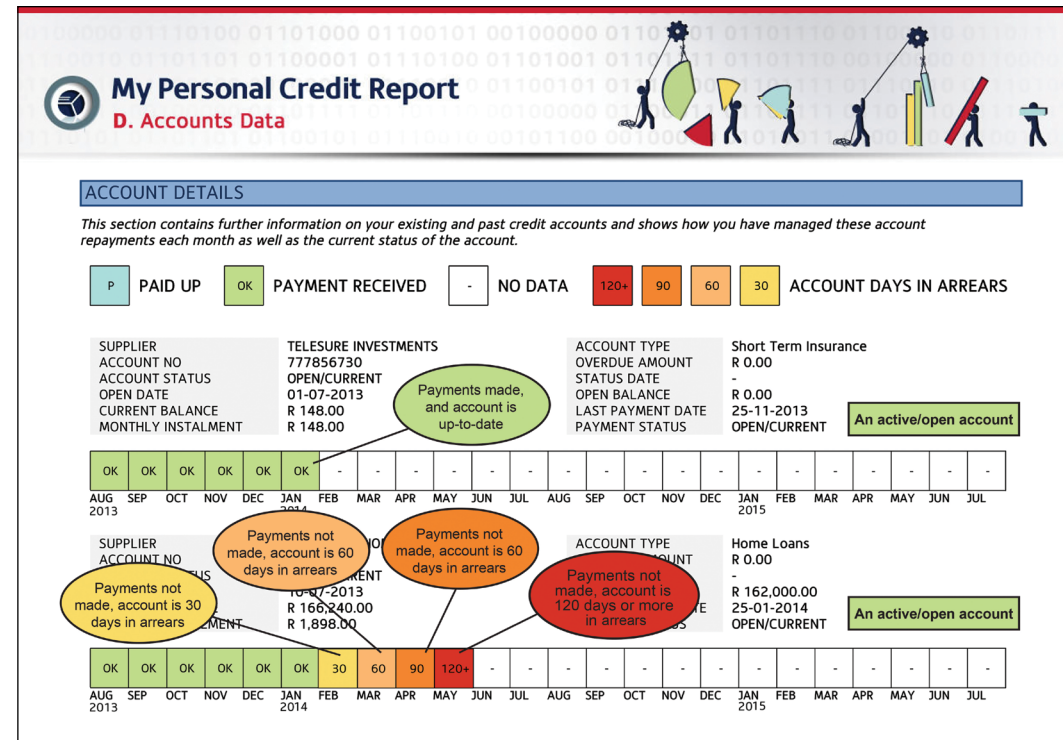 My Personal Credit Report
D. Accounts Data
ACCOUNT DETAILS
This section contains further information on your existing and past credit accounts and shows how you have managed these account
repayments each month as well as the current status of the account.
P PAID UP OK PAYMENT RECEIVED - NO DATA 120+ 90 60 30 ACCOUNT DAYS IN ARREARS
SUPPLIER TELESURE INVESTMENTS
ACCOUNT NO 777856730
ACCOUNT STATUS OPEN/CURRENT
OPEN DATE 01-07-2013
CURRENT BALANCE R 148.00
MONTHLY INSTALMENT R 148.00
Payments made,
and account is
up-to-date
ACCOUNT TYPE Short Term Insurance
OVERDUE AMOUNT R 0.00
STATUS DATE -
OPEN BALANCE R 0.00
LAST PAYMENT DATE 25-11-2013
PAYMENT STATUS OPEN/CURRENT
An active/open account
OK OK OK OK OK OK - - - - - - - - - - - - - - - - - -
AUG SEP OCT NOV DEC JAN FEB MAR APR MAY JUN JUL AUG SEP OCT NOV DEC JAN FEB MAR APR MAY JUN JUL
2013 2014 2015
SUPPLIER
ACCOUNT NO
10-07-2013
R 166,240.00
R 1,898.00
Payments not
made, account is 30
days in arrears
Payments not
made, account is 60
days in arrears
Payments not
made, account is 60
days in arrears
Payments not
made, account is
120 days or more
in arrears
ACCOUNT TYPE Home Loans
R 0.00
-
R 162,000.00
25-01-2014
OPEN/CURRENT
An active/open account
OK OK OK OK OK OK 30 60 90 120+ - - - - - - - - - - - - - -
AUG SEP OCT NOV DEC JAN FEB MAR APR MAY JUN JUL AUG SEP OCT NOV DEC JAN FEB MAR APR MAY JUN JUL
2013 2014 2015